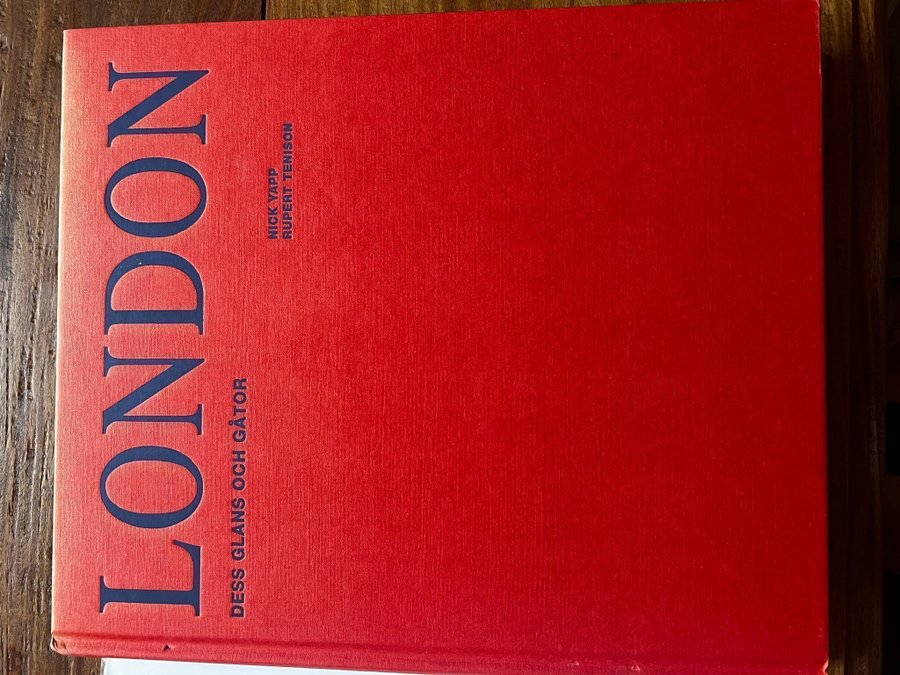 LONDON
DESS GLANS OCH GÅTOR
NICK YAPP
RUPERT TENISON